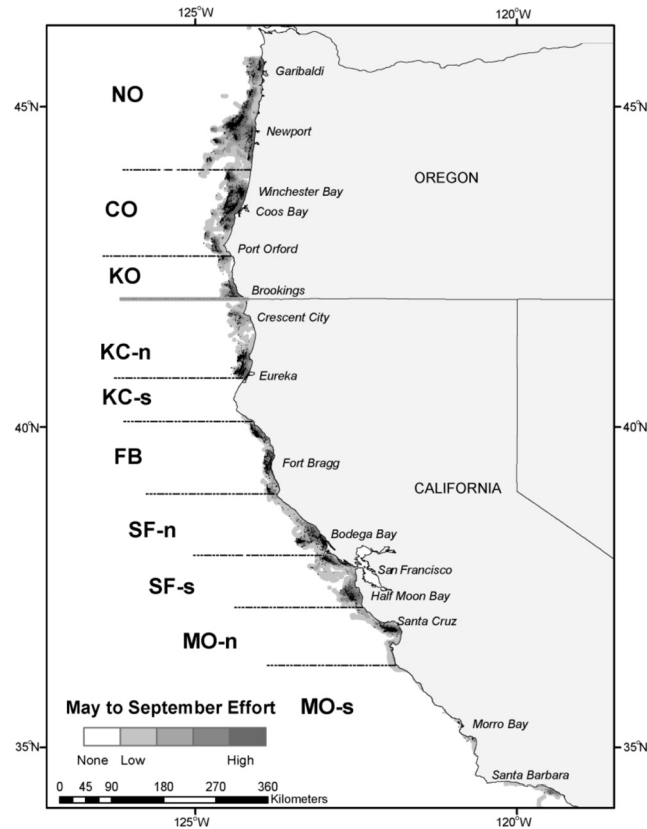 125°W
120°W
Garibaldi
NO
45°N
45°N
Newport
OREGON
Winchester Bay
CO
Coos Bay
Port Orford
KO
Brookings
Crescent City
KC-n
Eureka
KC-s
40°N
40°N
FB
Fort Bragg
CALIFORNIA
SF-n
Bodega Bay
San Francisco
SF-s
Half Moon Bay
Santa Cruz
MO-n
May to September Effort
MO-s
Morro Bay
None Low High
35°N
35°N
Santa Barbara
0 45 90 180 270 360
Kilometers
125°W
120°W